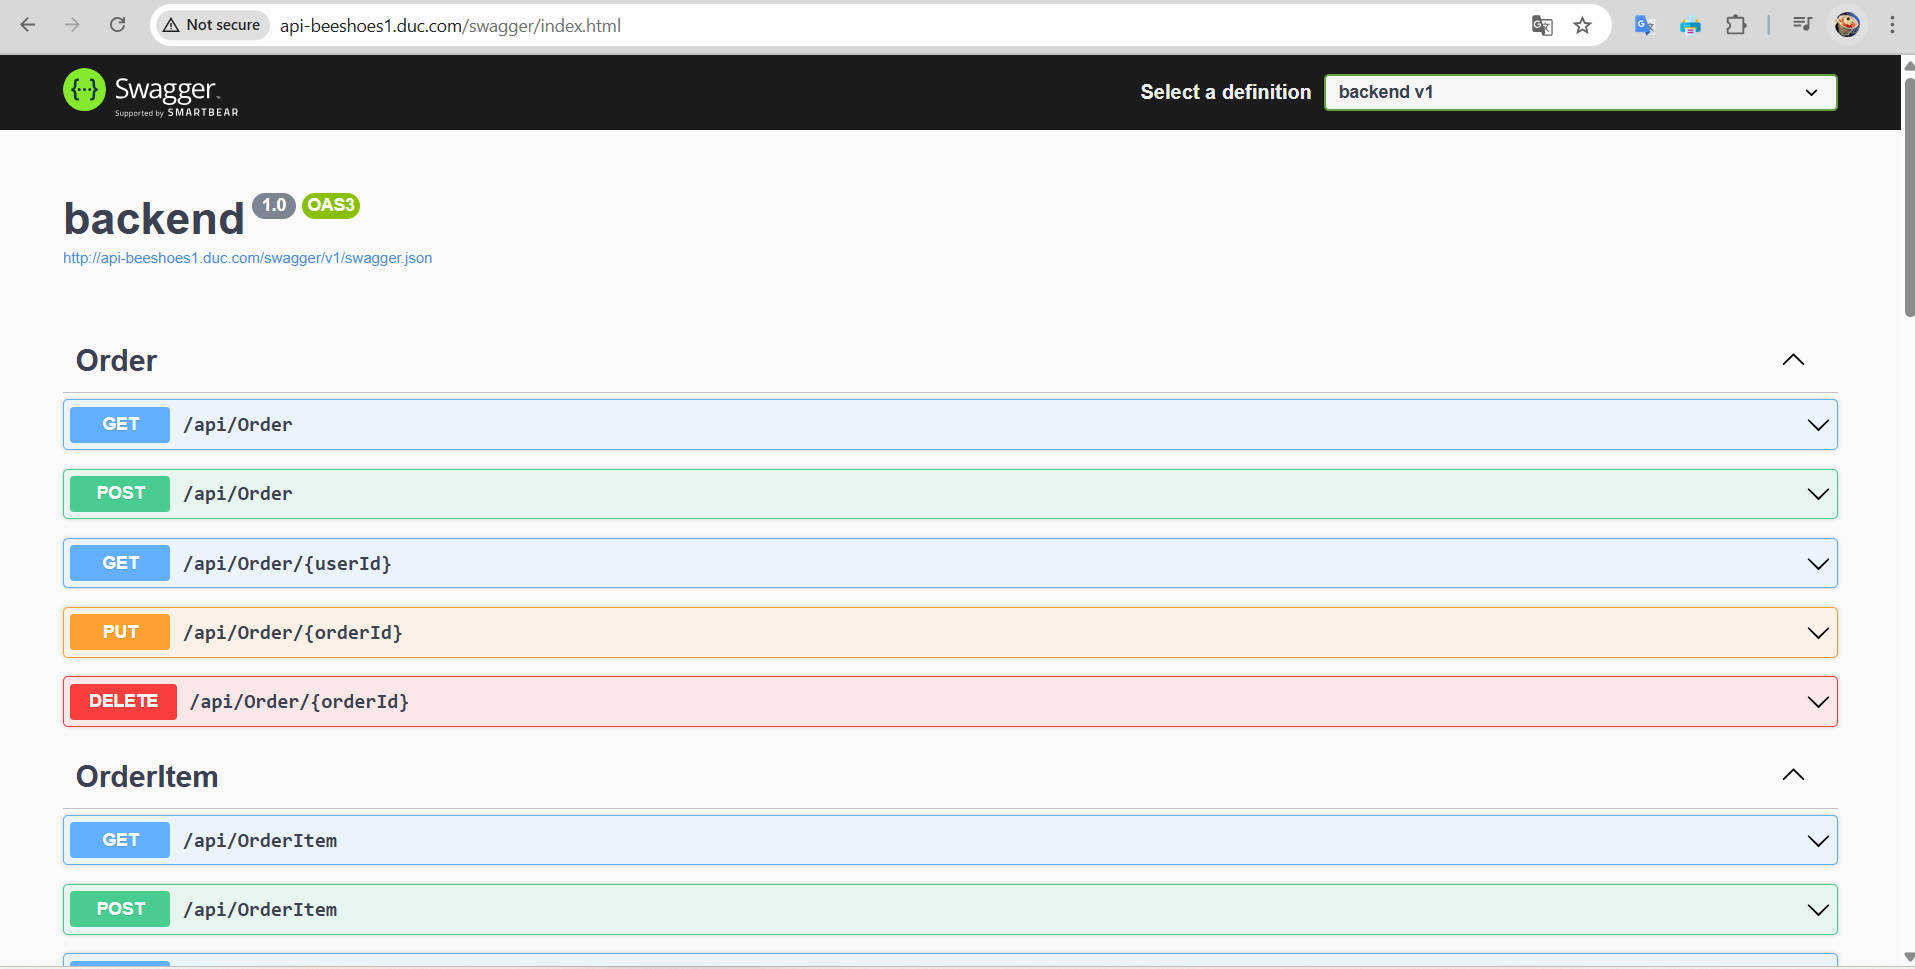 Not secure
api-beeshoes1.duc.com/swagger/index.html
Swagger
Supported by SMARTBEAR
Select a definition
backend v1
backend 1.0 OAS3
http://api-beeshoes1.duc.com/swagger/v1/swagger.json
Order
GET /api/Order
POST /api/Order
GET /api/Order/{userId}
PUT /api/Order/{orderId}
DELETE /api/Order/{orderId}
OrderItem
GET /api/OrderItem
POST /api/OrderItem